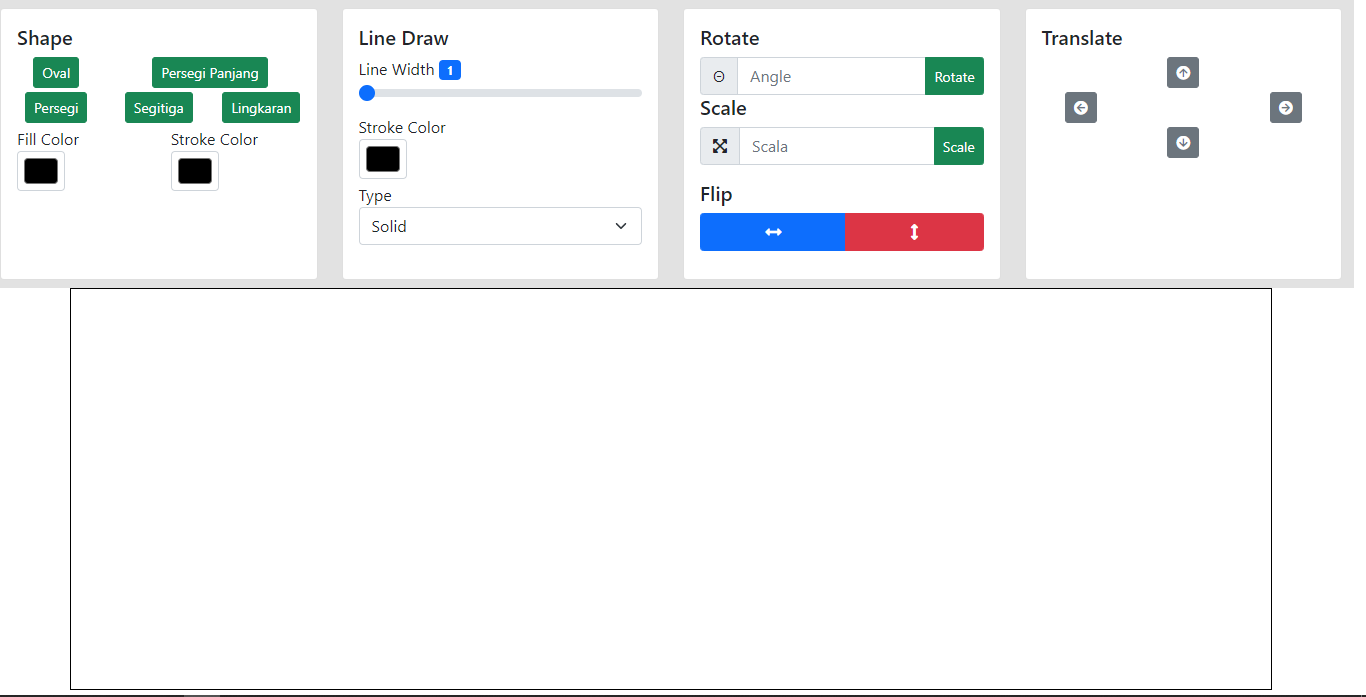 Shape
Oval
Persegi Panjang
Persegi
Segitiga
Lingkaran
Fill Color
Stroke Color
Line Draw
Line Width 1
Stroke Color
Type
Solid
Rotate
Angle
Rotate
Scale
Scala
Scale
Flip
Translate